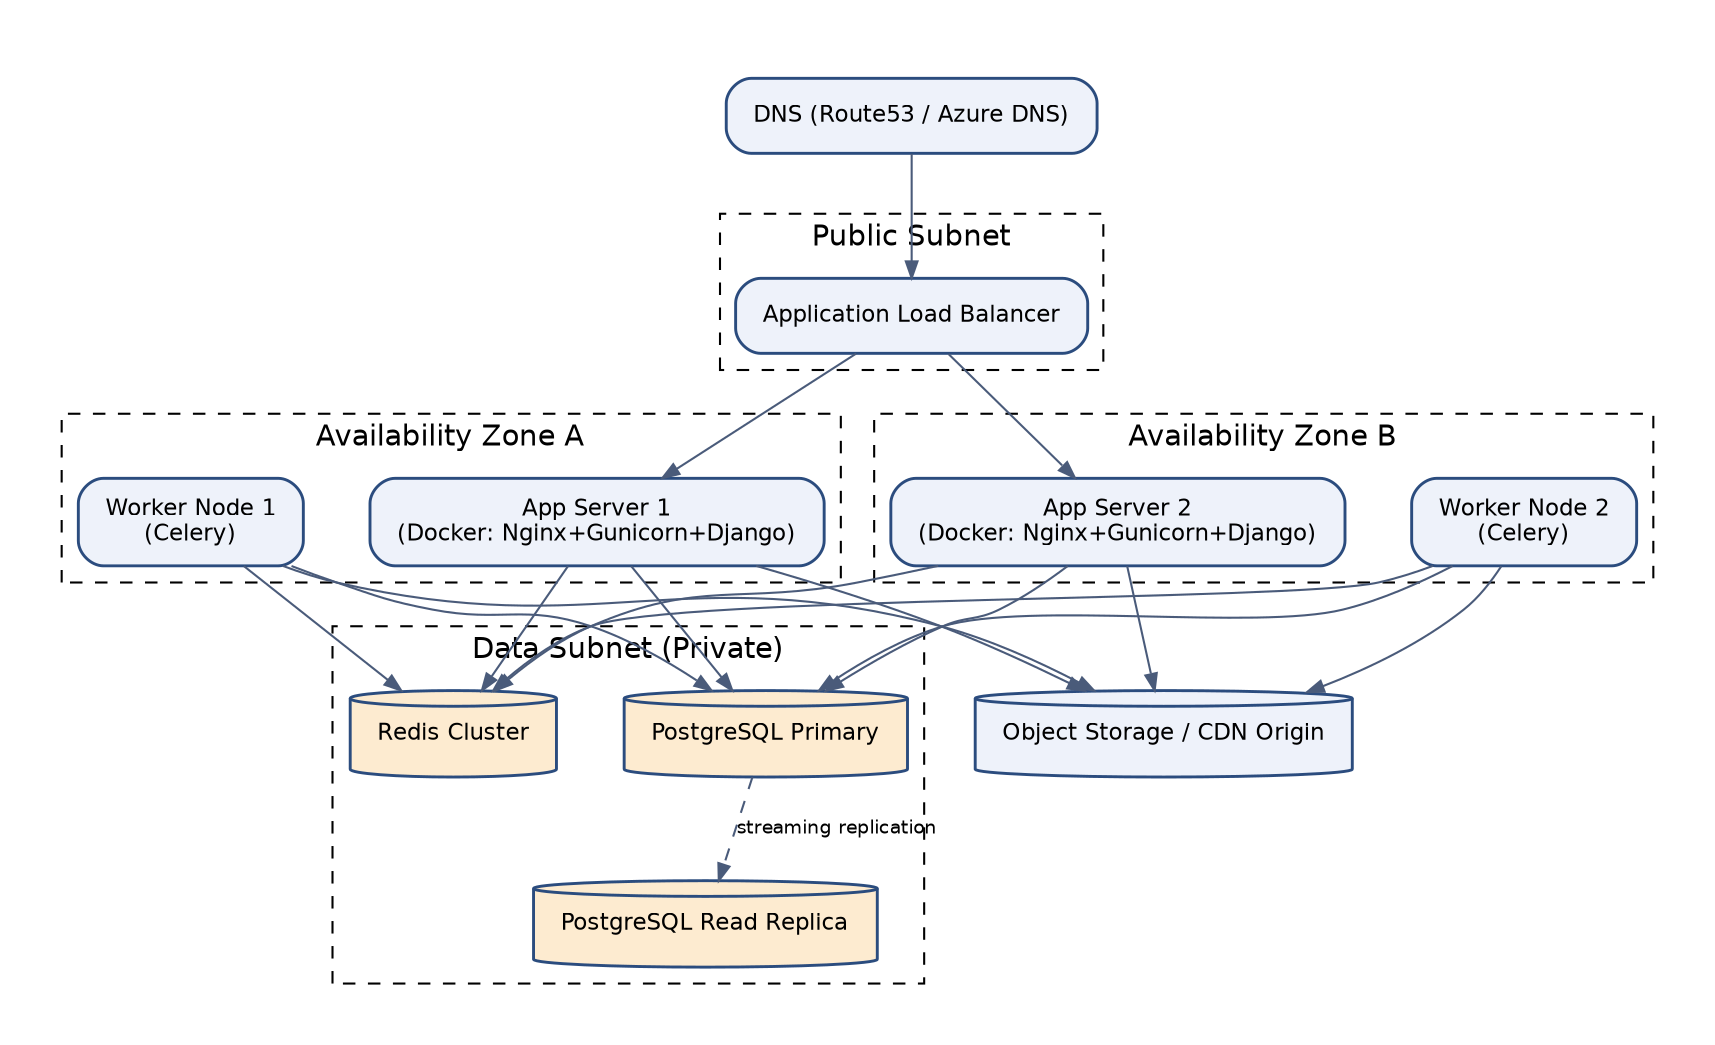 DNS (Route53 / Azure DNS)
Public Subnet
Application Load Balancer
Availability Zone A
Availability Zone B
Worker Node 1
(Celery)
App Server 1
(Docker: Nginx+Gunicorn+Django)
App Server 2
(Docker: Nginx+Gunicorn+Django)
Worker Node 2
(Celery)
Data Subnet (Private)
Redis Cluster
PostgreSQL Primary
Object Storage / CDN Origin
streaming replication
PostgreSQL Read Replica